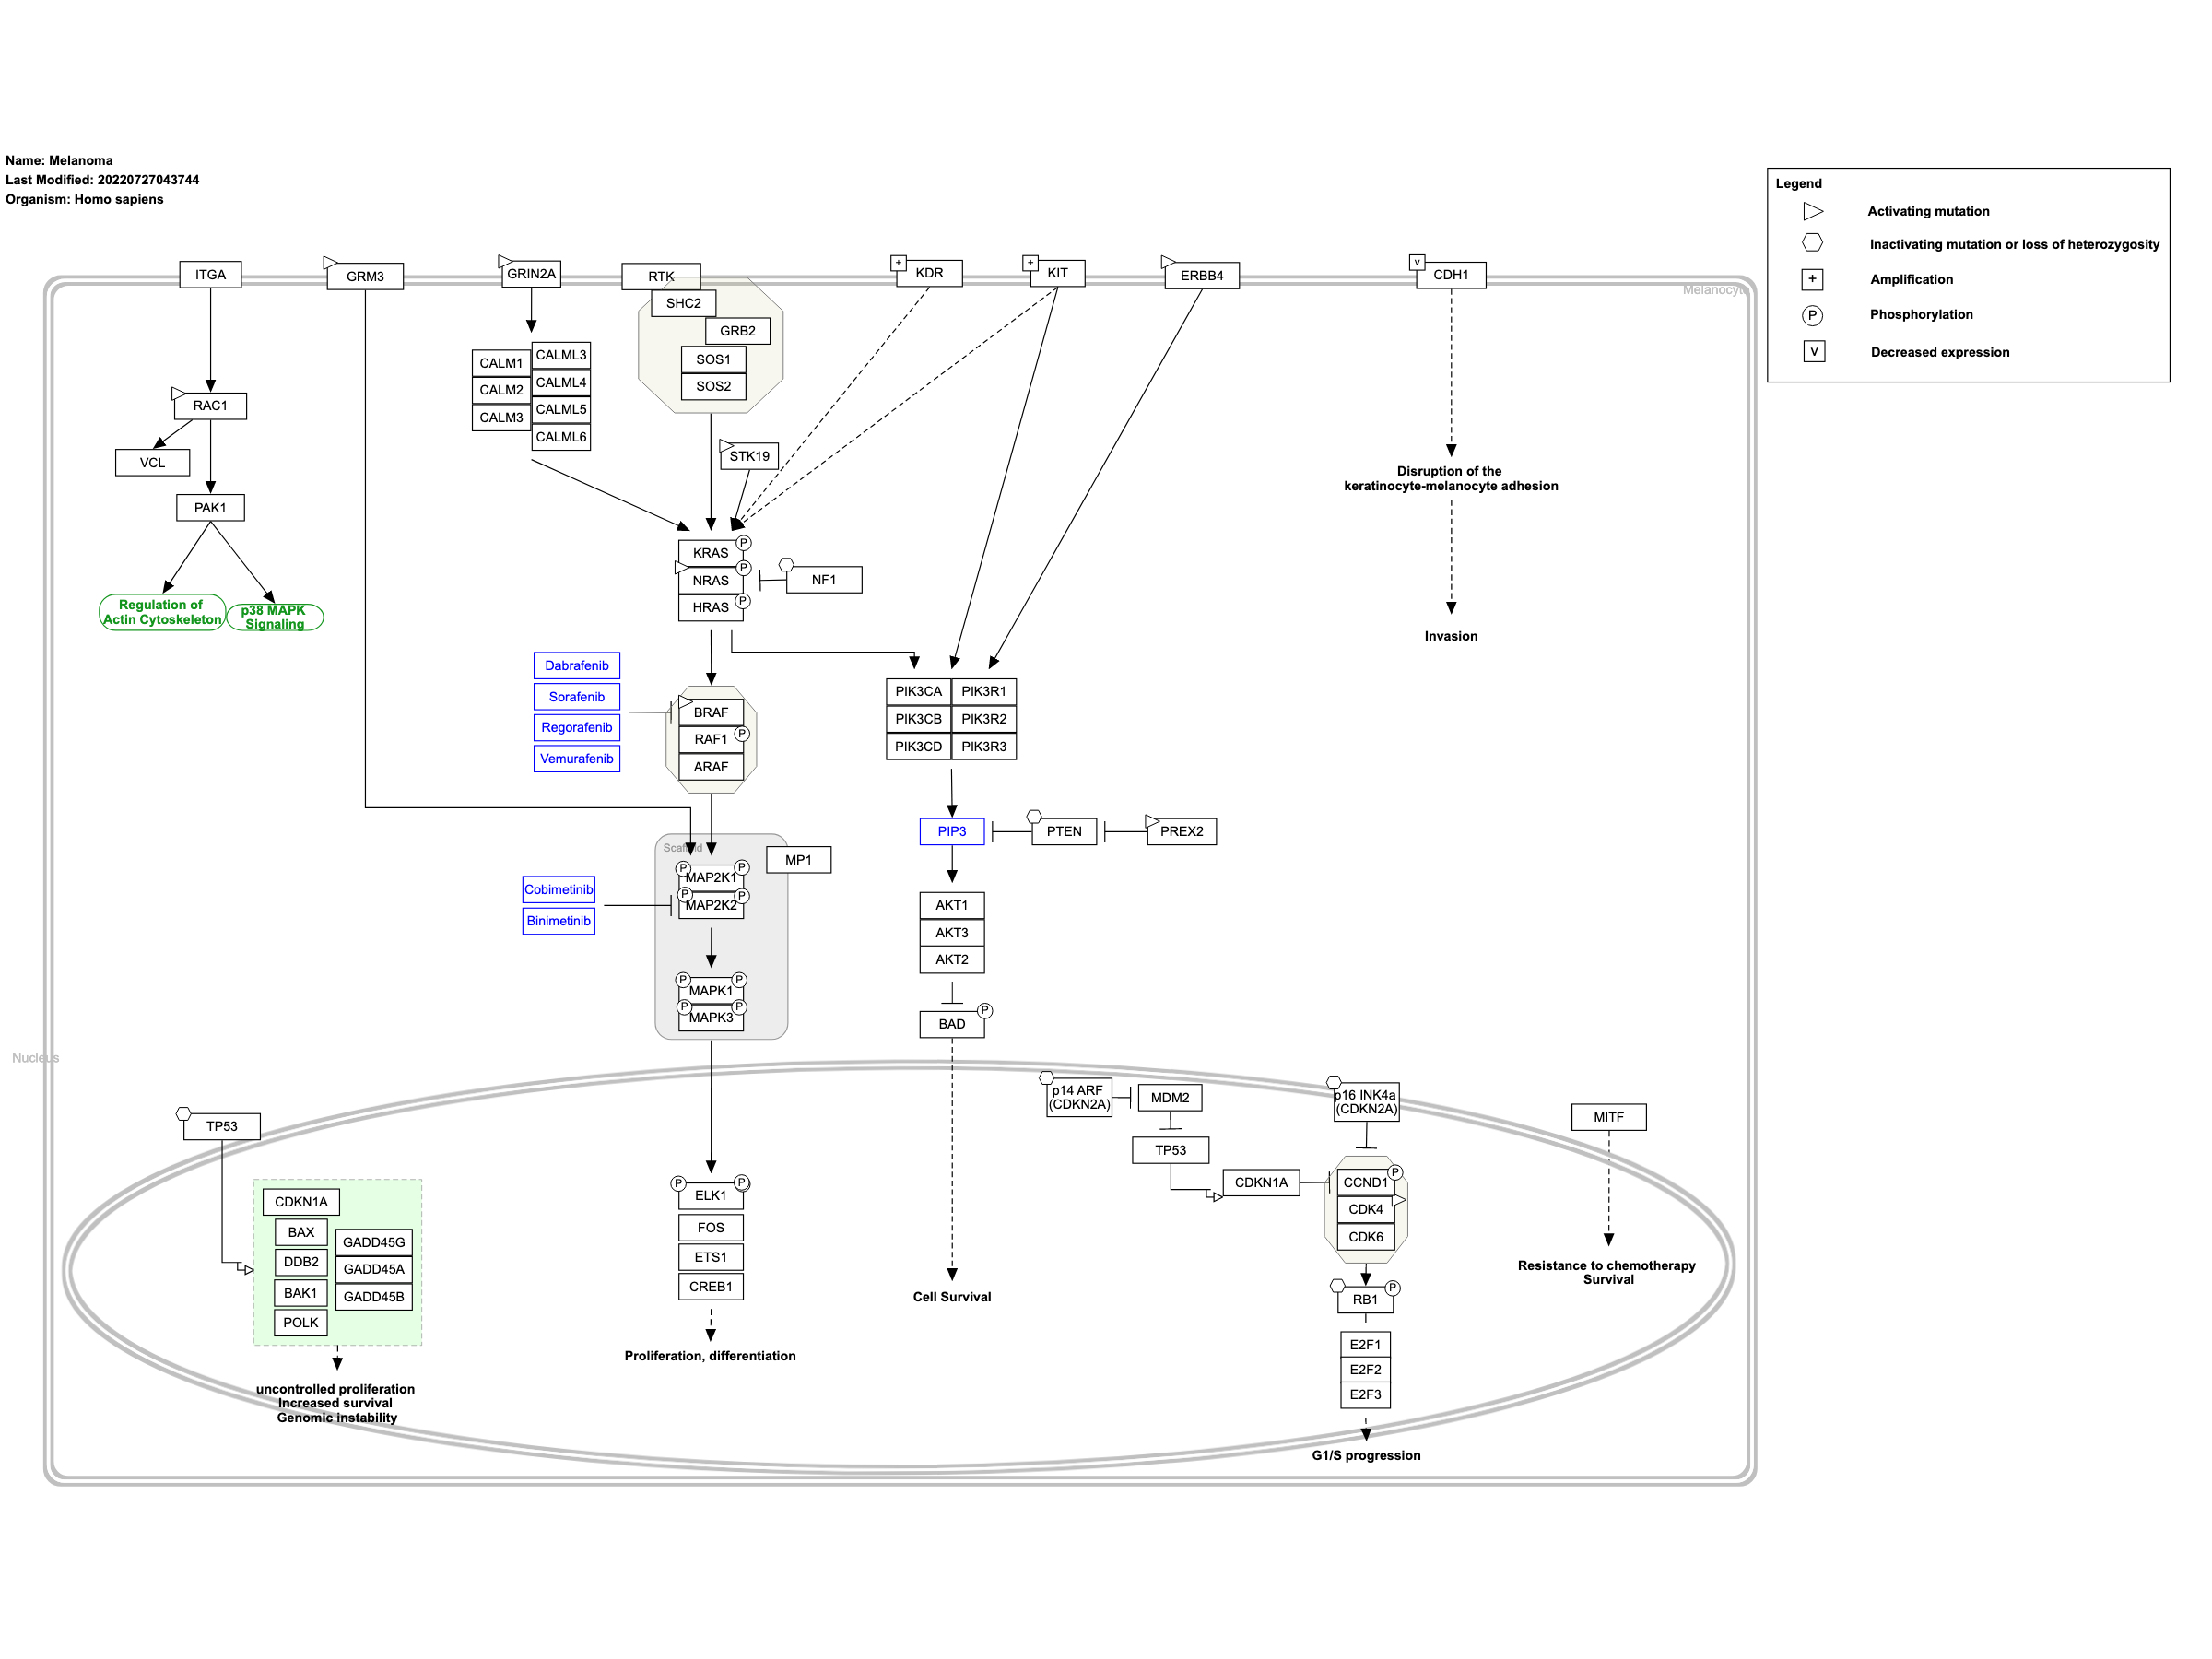 Name: Melanoma
Last Modified: 20220727043744
Organism: Homo sapiens
Legend
Activating mutation
Inactivating mutation or loss of heterozygosity
+ Amplification
P Phosphorylation
v Decreased expression
ITGA
GRM3
GRIN2A
RTK
+ KDR
+ KIT
ERBB4
v CDH1
Melanocyte
SHC2
GRB2
SOS1
SOS2
CALM1
CALM2
CALM3
CALML3
CALML4
CALML5
CALML6
RAC1
VCL
PAK1
Regulation of
Actin Cytoskeleton
p38 MAPK
Signaling
STK19
Disruption of the
keratinocyte-melanocyte adhesion
Invasion
KRAS P
NRAS P
HRAS P
NF1
Dabrafenib
Sorafenib
Regorafenib
Vemurafenib
BRAF
RAF1 P
ARAF
PIK3CA
PIK3CB
PIK3CD
PIK3R1
PIK3R2
PIK3R3
PIP3
PTEN
PREX2
Scaffold
MP1
P MAP2K1 P
P MAP2K2 P
Cobimetinib
Binimetinib
P MAPK1 P
P MAPK3 P
AKT1
AKT3
AKT2
BAD P
Nucleus
TP53
CDKN1A
BAX
DDB2
BAK1
POLK
GADD45G
GADD45A
GADD45B
uncontrolled proliferation
Increased survival
Genomic instability
P ELK1 P
FOS
ETS1
CREB1
Proliferation, differentiation
Cell Survival
p14 ARF
(CDKN2A)
MDM2
TP53
CDKN1A
p16 INK4a
(CDKN2A)
CCND1 P
CDK4
CDK6
RB1 P
E2F1
E2F2
E2F3
G1/S progression
MITF
Resistance to chemotherapy
Survival